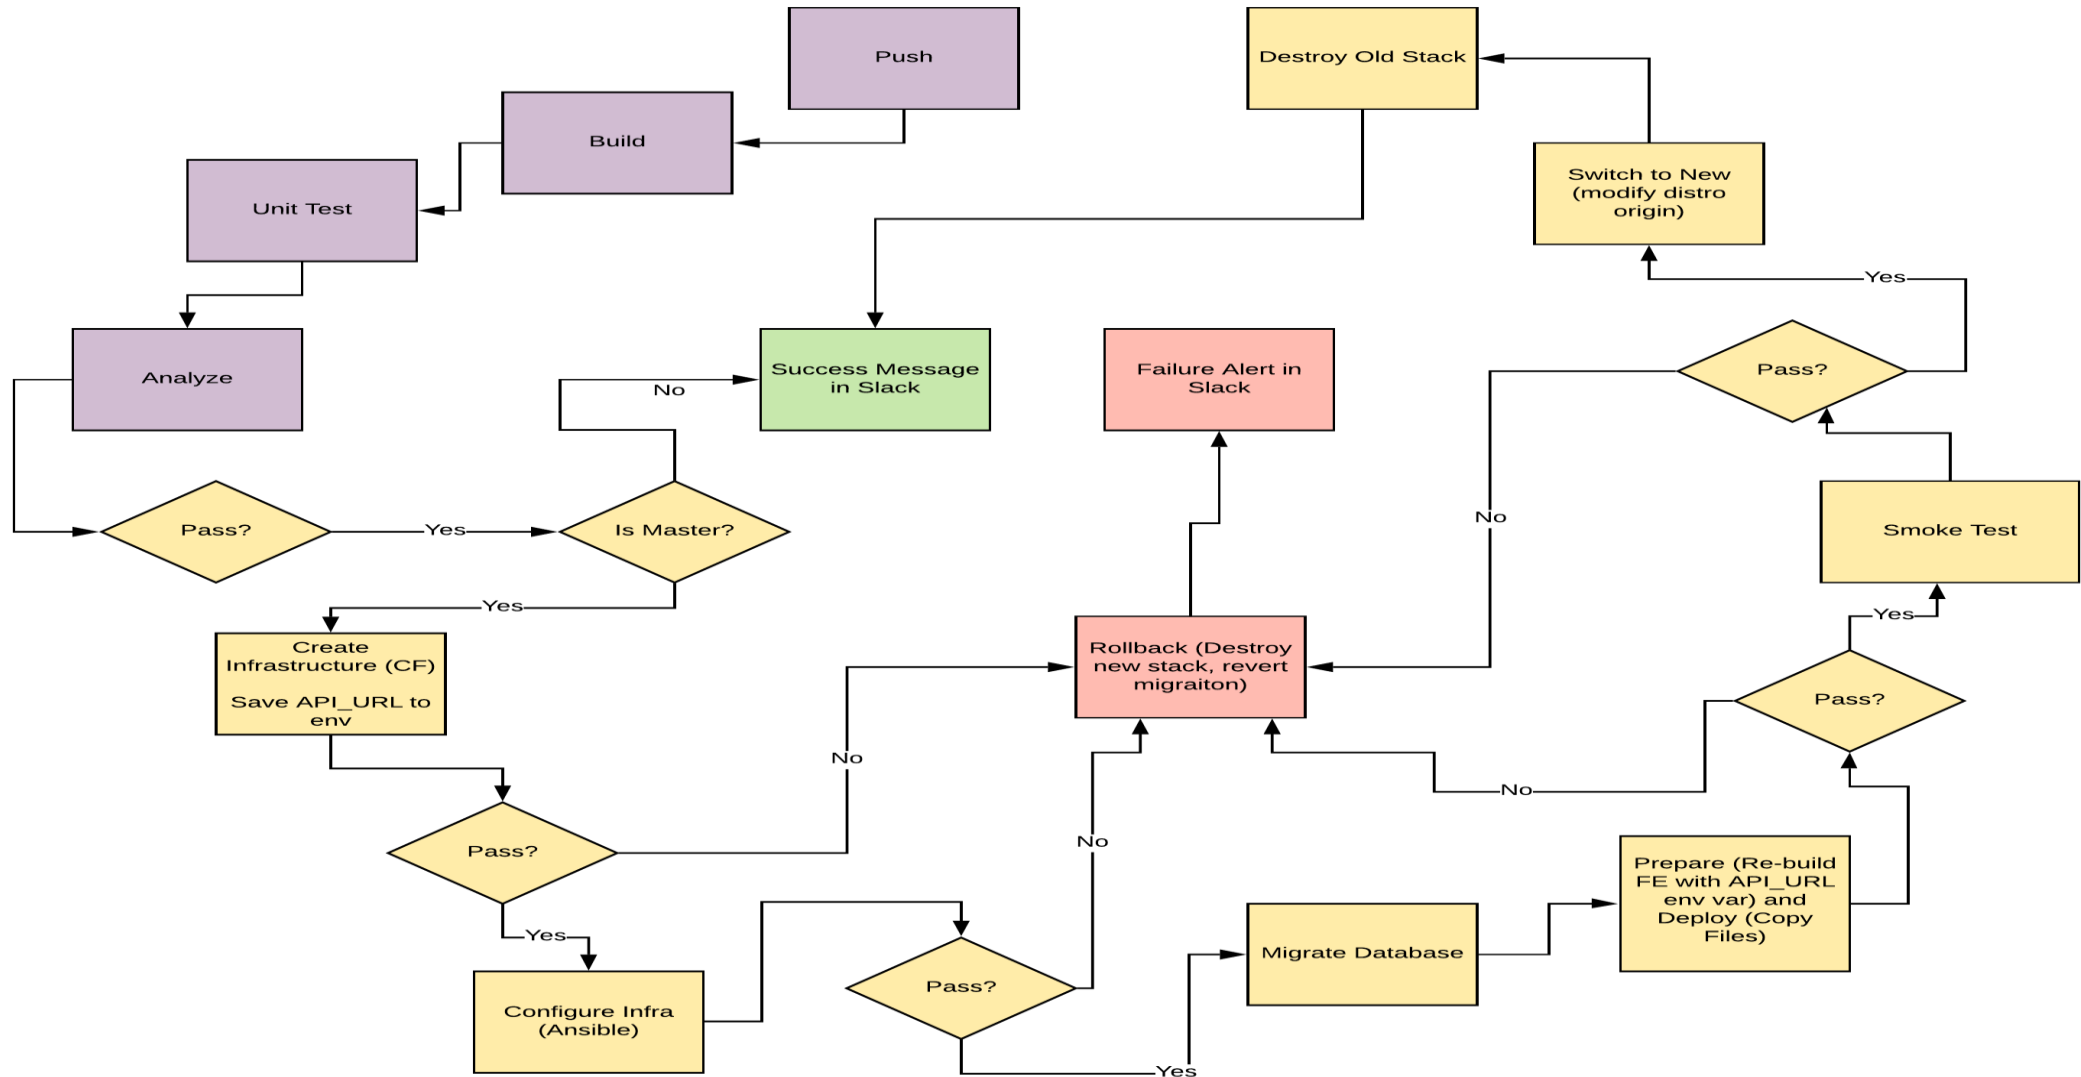 Push
Destroy Old Stack
Build
Switch to New
(modify distro
origin)
Unit Test
Yes
Analyze
No
Success Message
in Slack
Failure Alert in
Slack
Pass?
Pass?
Yes
Is Master?
No
Smoke Test
Yes
Yes
Create
Infrastructure (CF)
Save API_URL to
env
Rollback (Destroy
new stack, revert
migraiton)
Pass?
No
No
No
Pass?
Prepare (Re-build
FE with API_URL
env var) and
Deploy (Copy
Files)
Yes
Migrate Database
Pass?
Configure Infra
(Ansible)
Yes